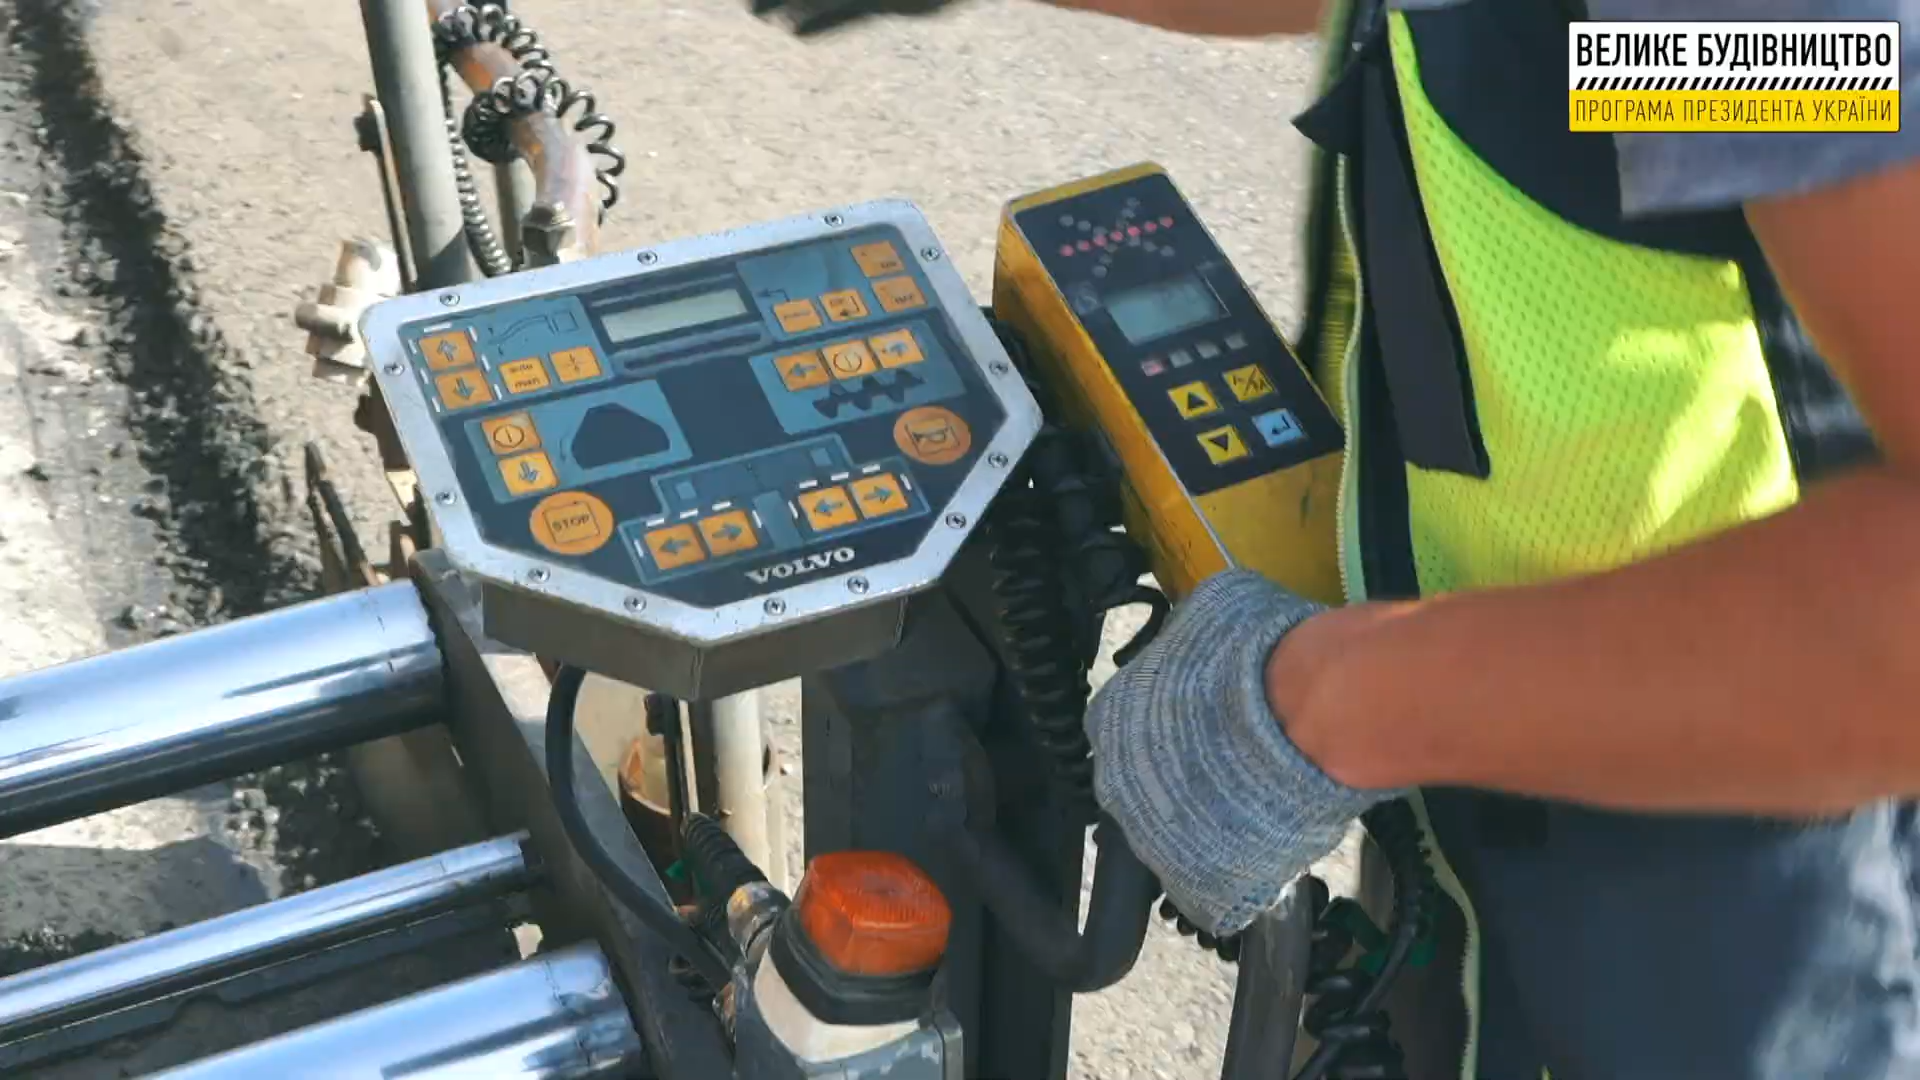 ВЕЛИКЕ БУДІВНИЦТВО
ПРОГРАМА ПРЕЗИДЕНТА УКРАЇНИ
auto
man
STOP
VOLVO